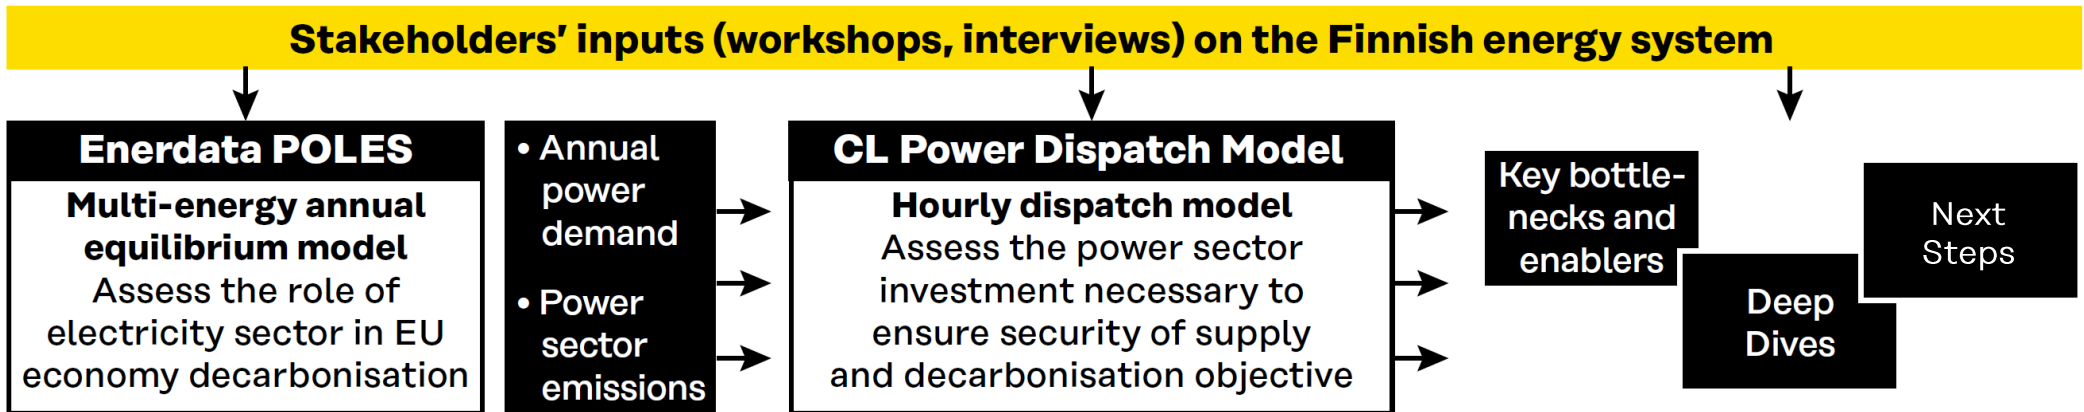 Stakeholders’ inputs (workshops, interviews) on the Finnish energy system
Enerdata POLES
Multi-energy annual
equilibrium model
Assess the role of
electricity sector in EU
economy decarbonisation
• Annual
power
demand
• Power
sector
emissions
CL Power Dispatch Model
Hourly dispatch model
Assess the power sector
investment necessary to
ensure security of supply
and decarbonisation objective
Key bottle-
necks and
enablers
Deep
Dives
Next
Steps